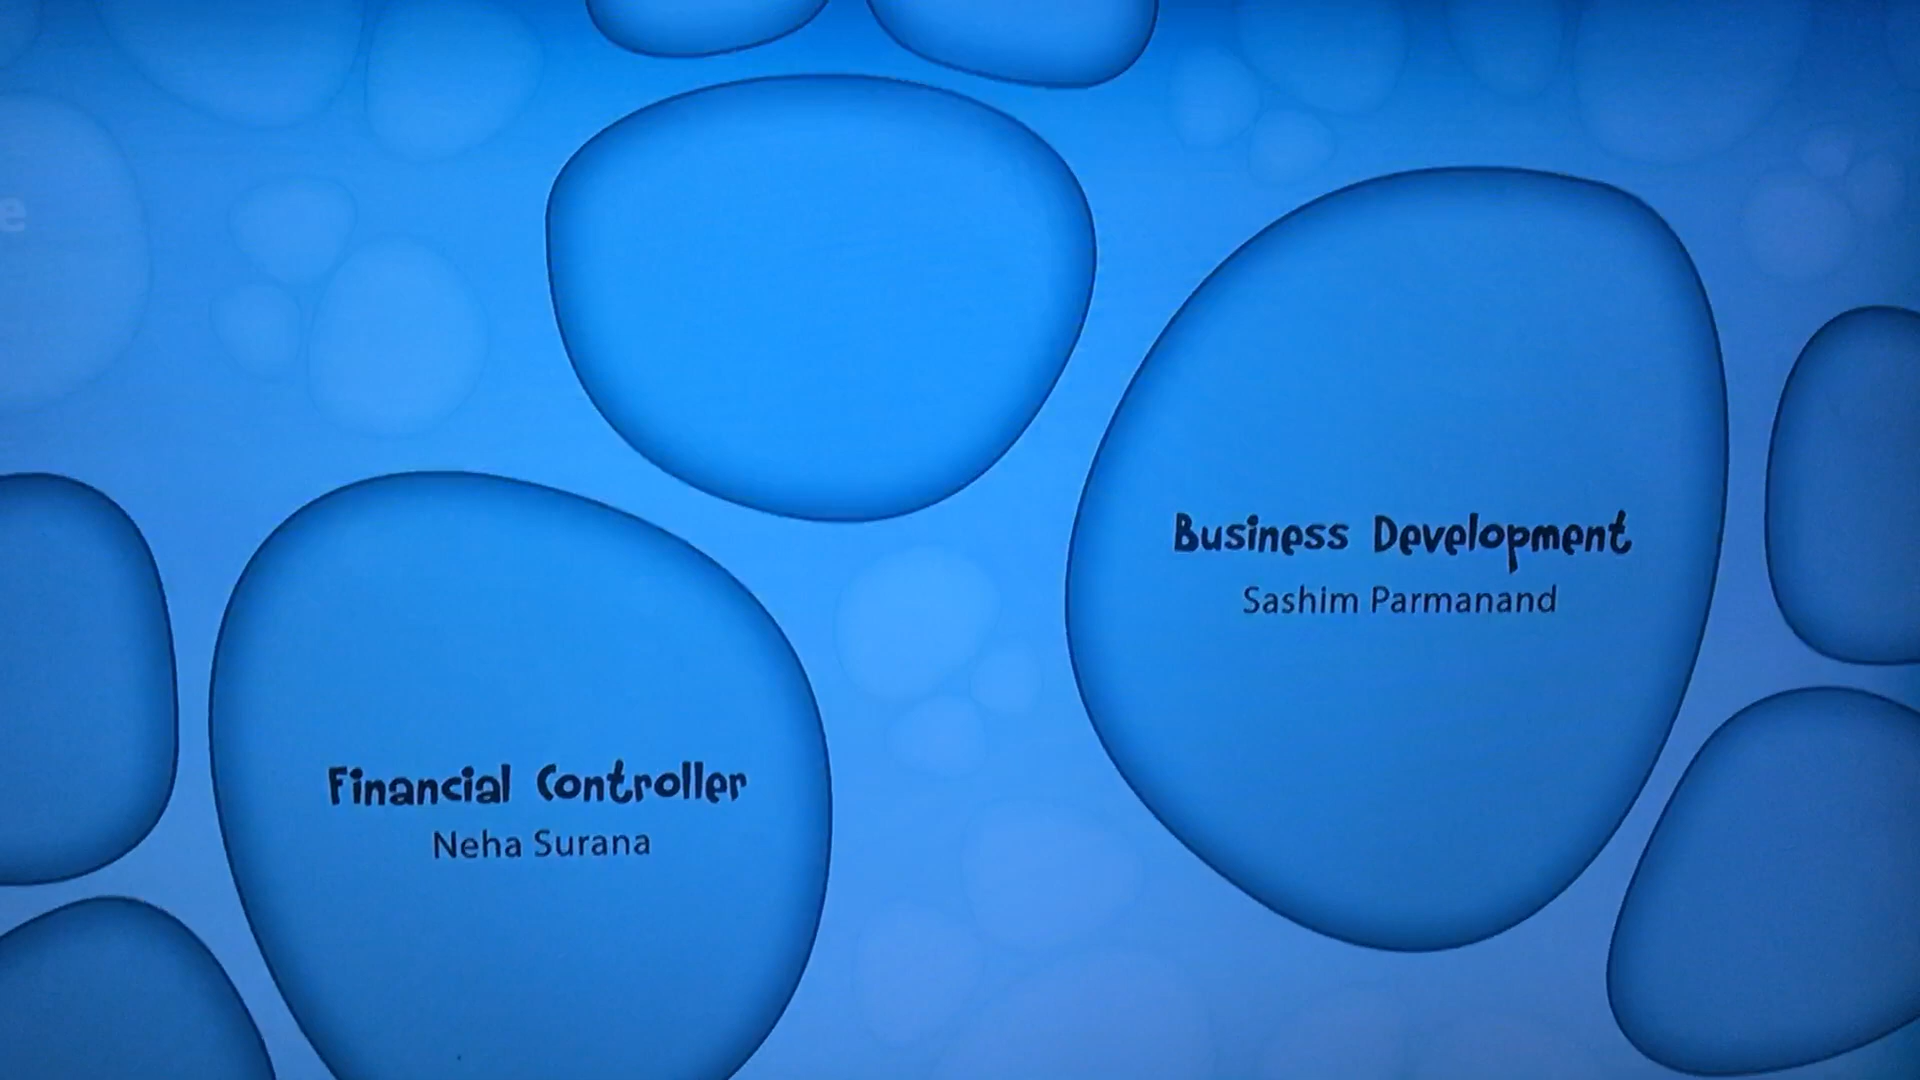 e
Business Development
Sashim Parmanand
Financial Controller
Neha Surana